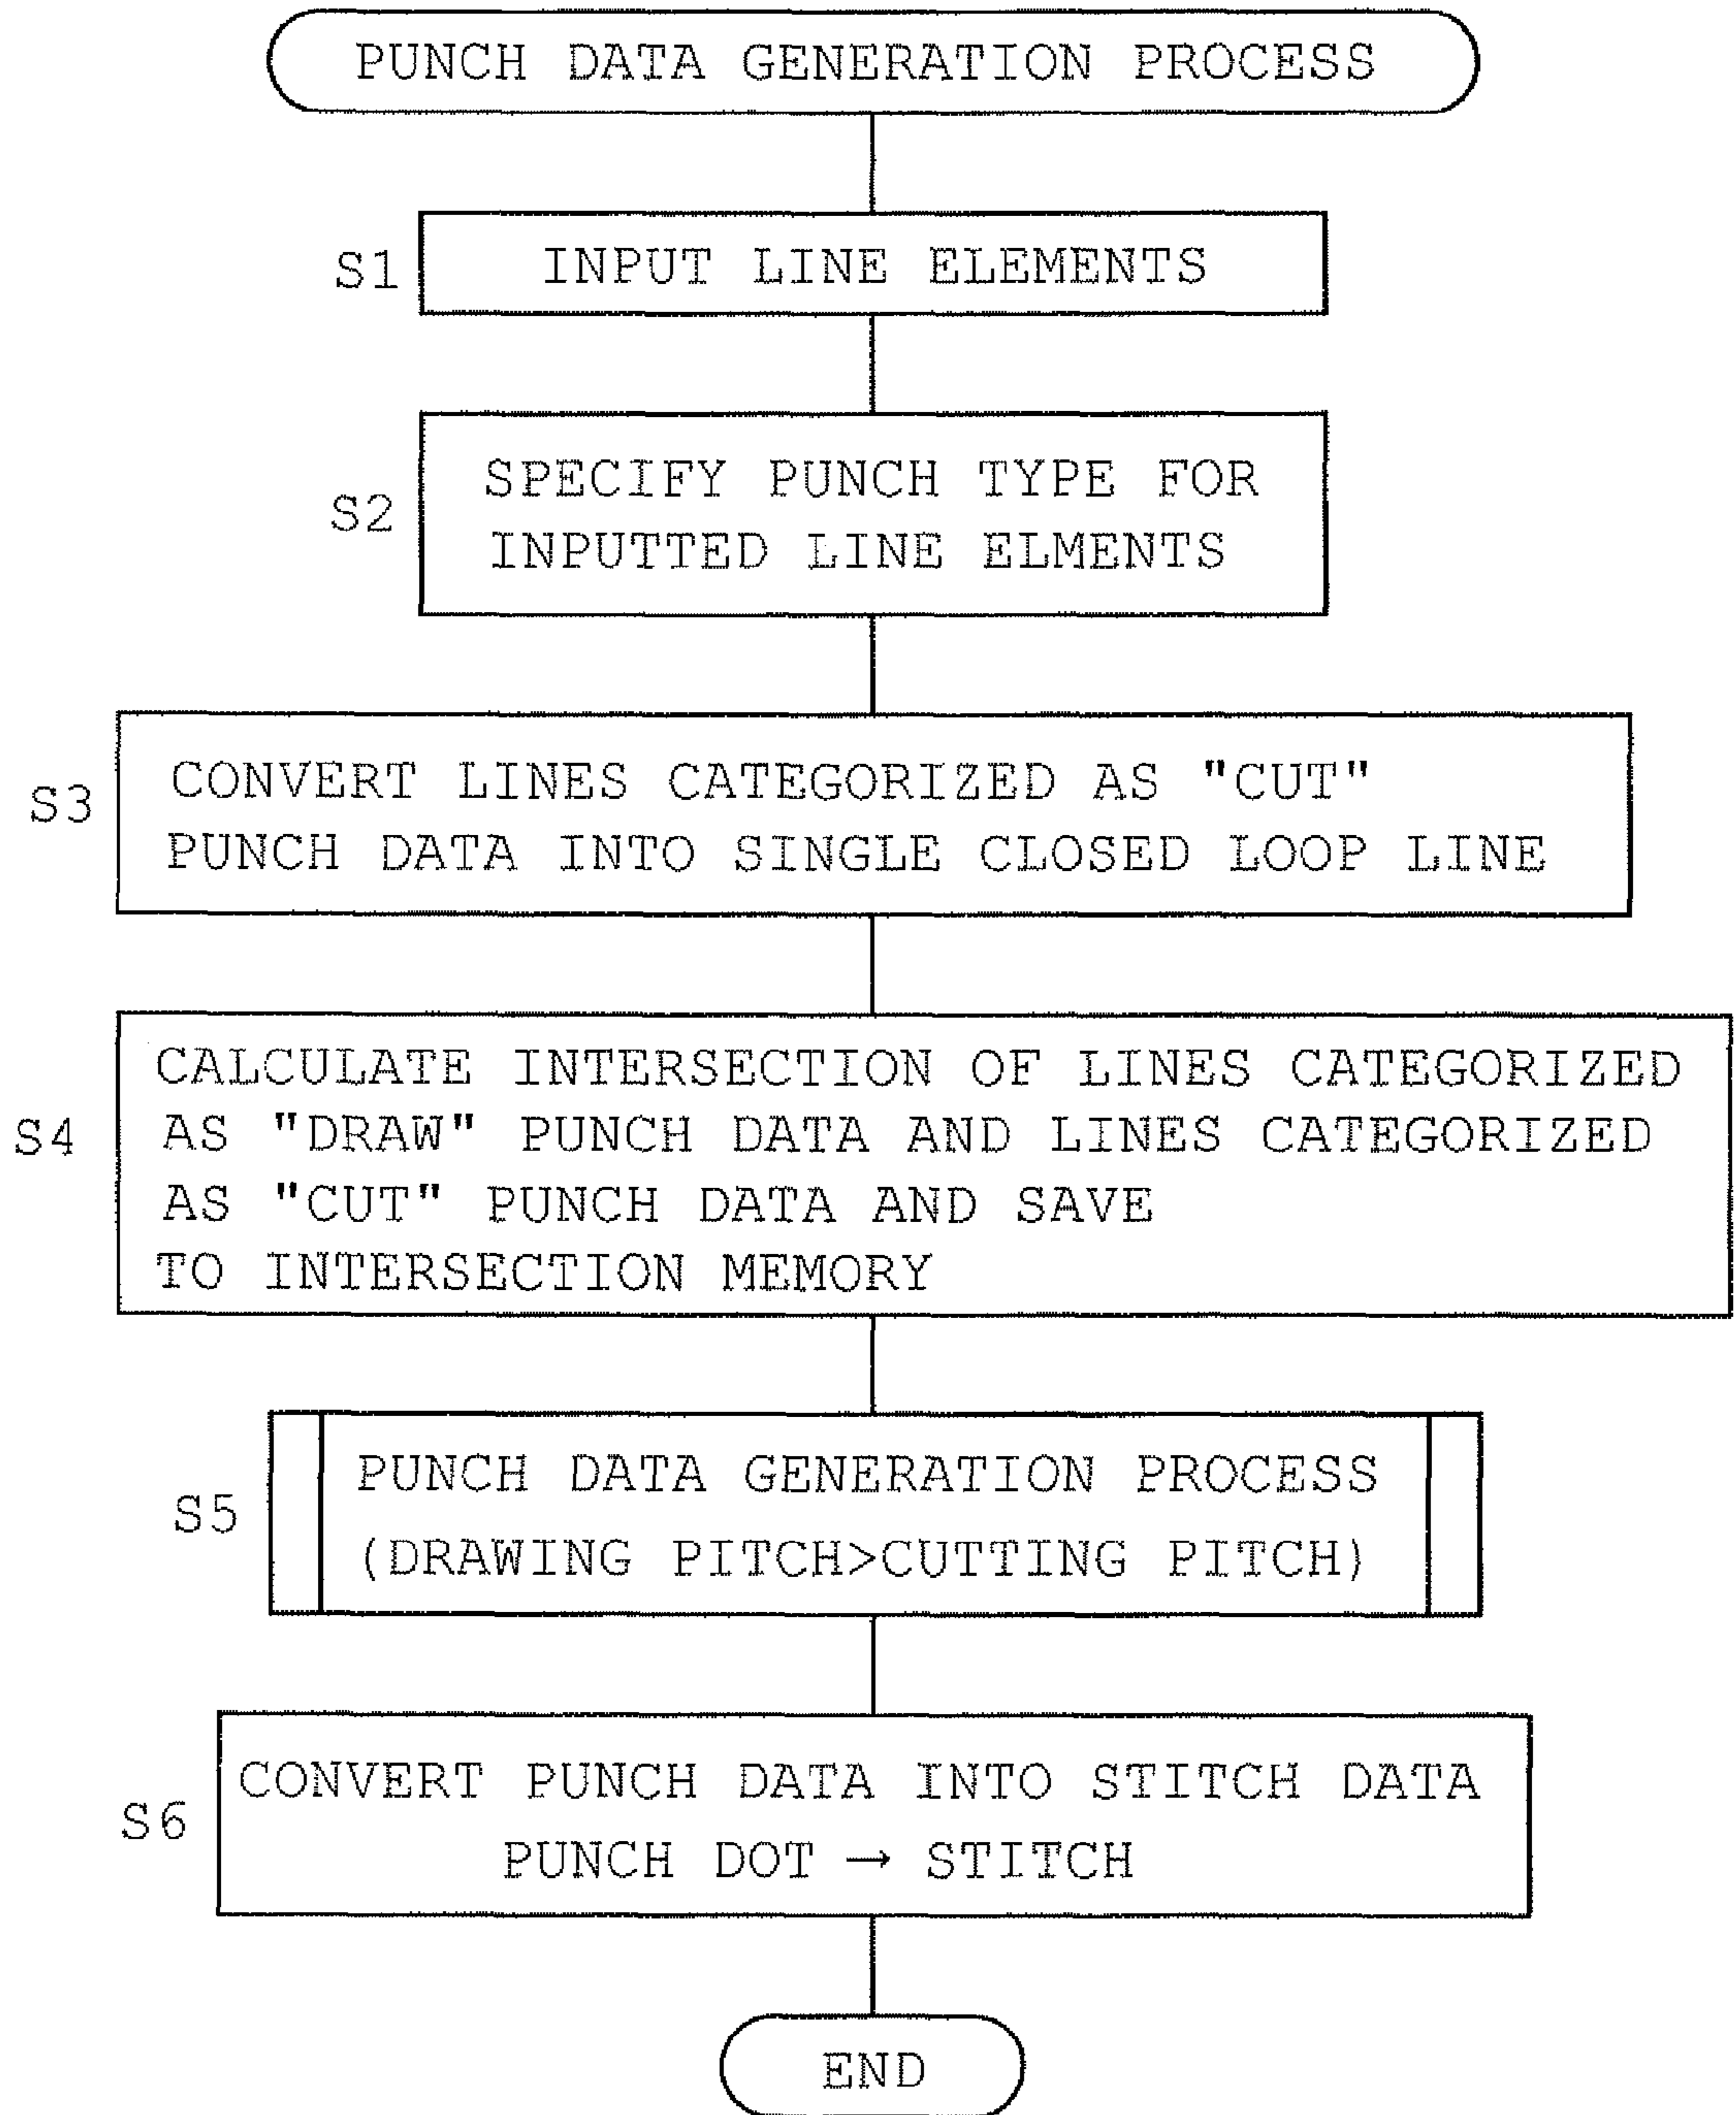 PUNCH DATA GENERATION PROCESS
S1
INPUT LINE ELEMENTS
S2
SPECIFY PUNCH TYPE FOR
INPUTTED LINE ELMENTS
S3
CONVERT LINES CATEGORIZED AS "CUT"
PUNCH DATA INTO SINGLE CLOSED LOOP LINE
S4
CALCULATE INTERSECTION OF LINES CATEGORIZED
AS "DRAW" PUNCH DATA AND LINES CATEGORIZED
AS "CUT" PUNCH DATA AND SAVE
TO INTERSECTION MEMORY
S5
PUNCH DATA GENERATION PROCESS
(DRAWING PITCH>CUTTING PITCH)
S6
CONVERT PUNCH DATA INTO STITCH DATA
PUNCH DOT → STITCH
END